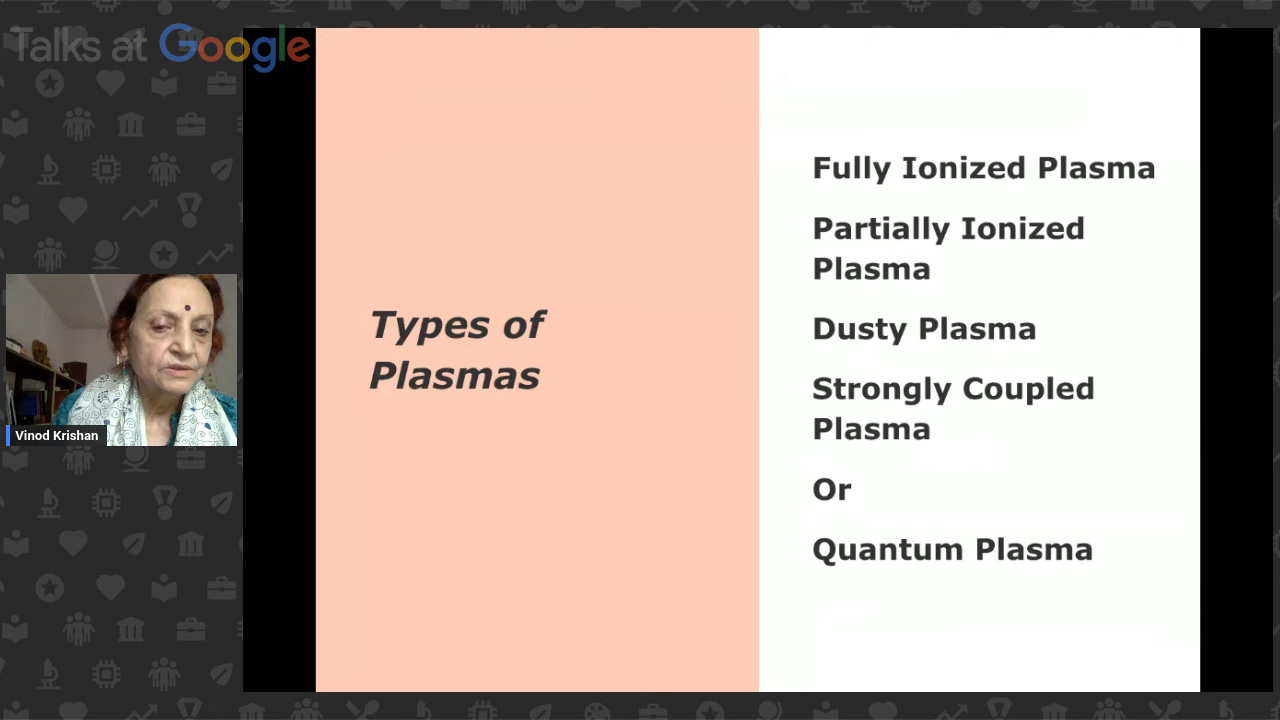 Talks at Google
Types of
Plasmas
Fully Ionized Plasma
Partially Ionized
Plasma
Dusty Plasma
Strongly Coupled
Plasma
Or
Quantum Plasma
Vinod Krishan